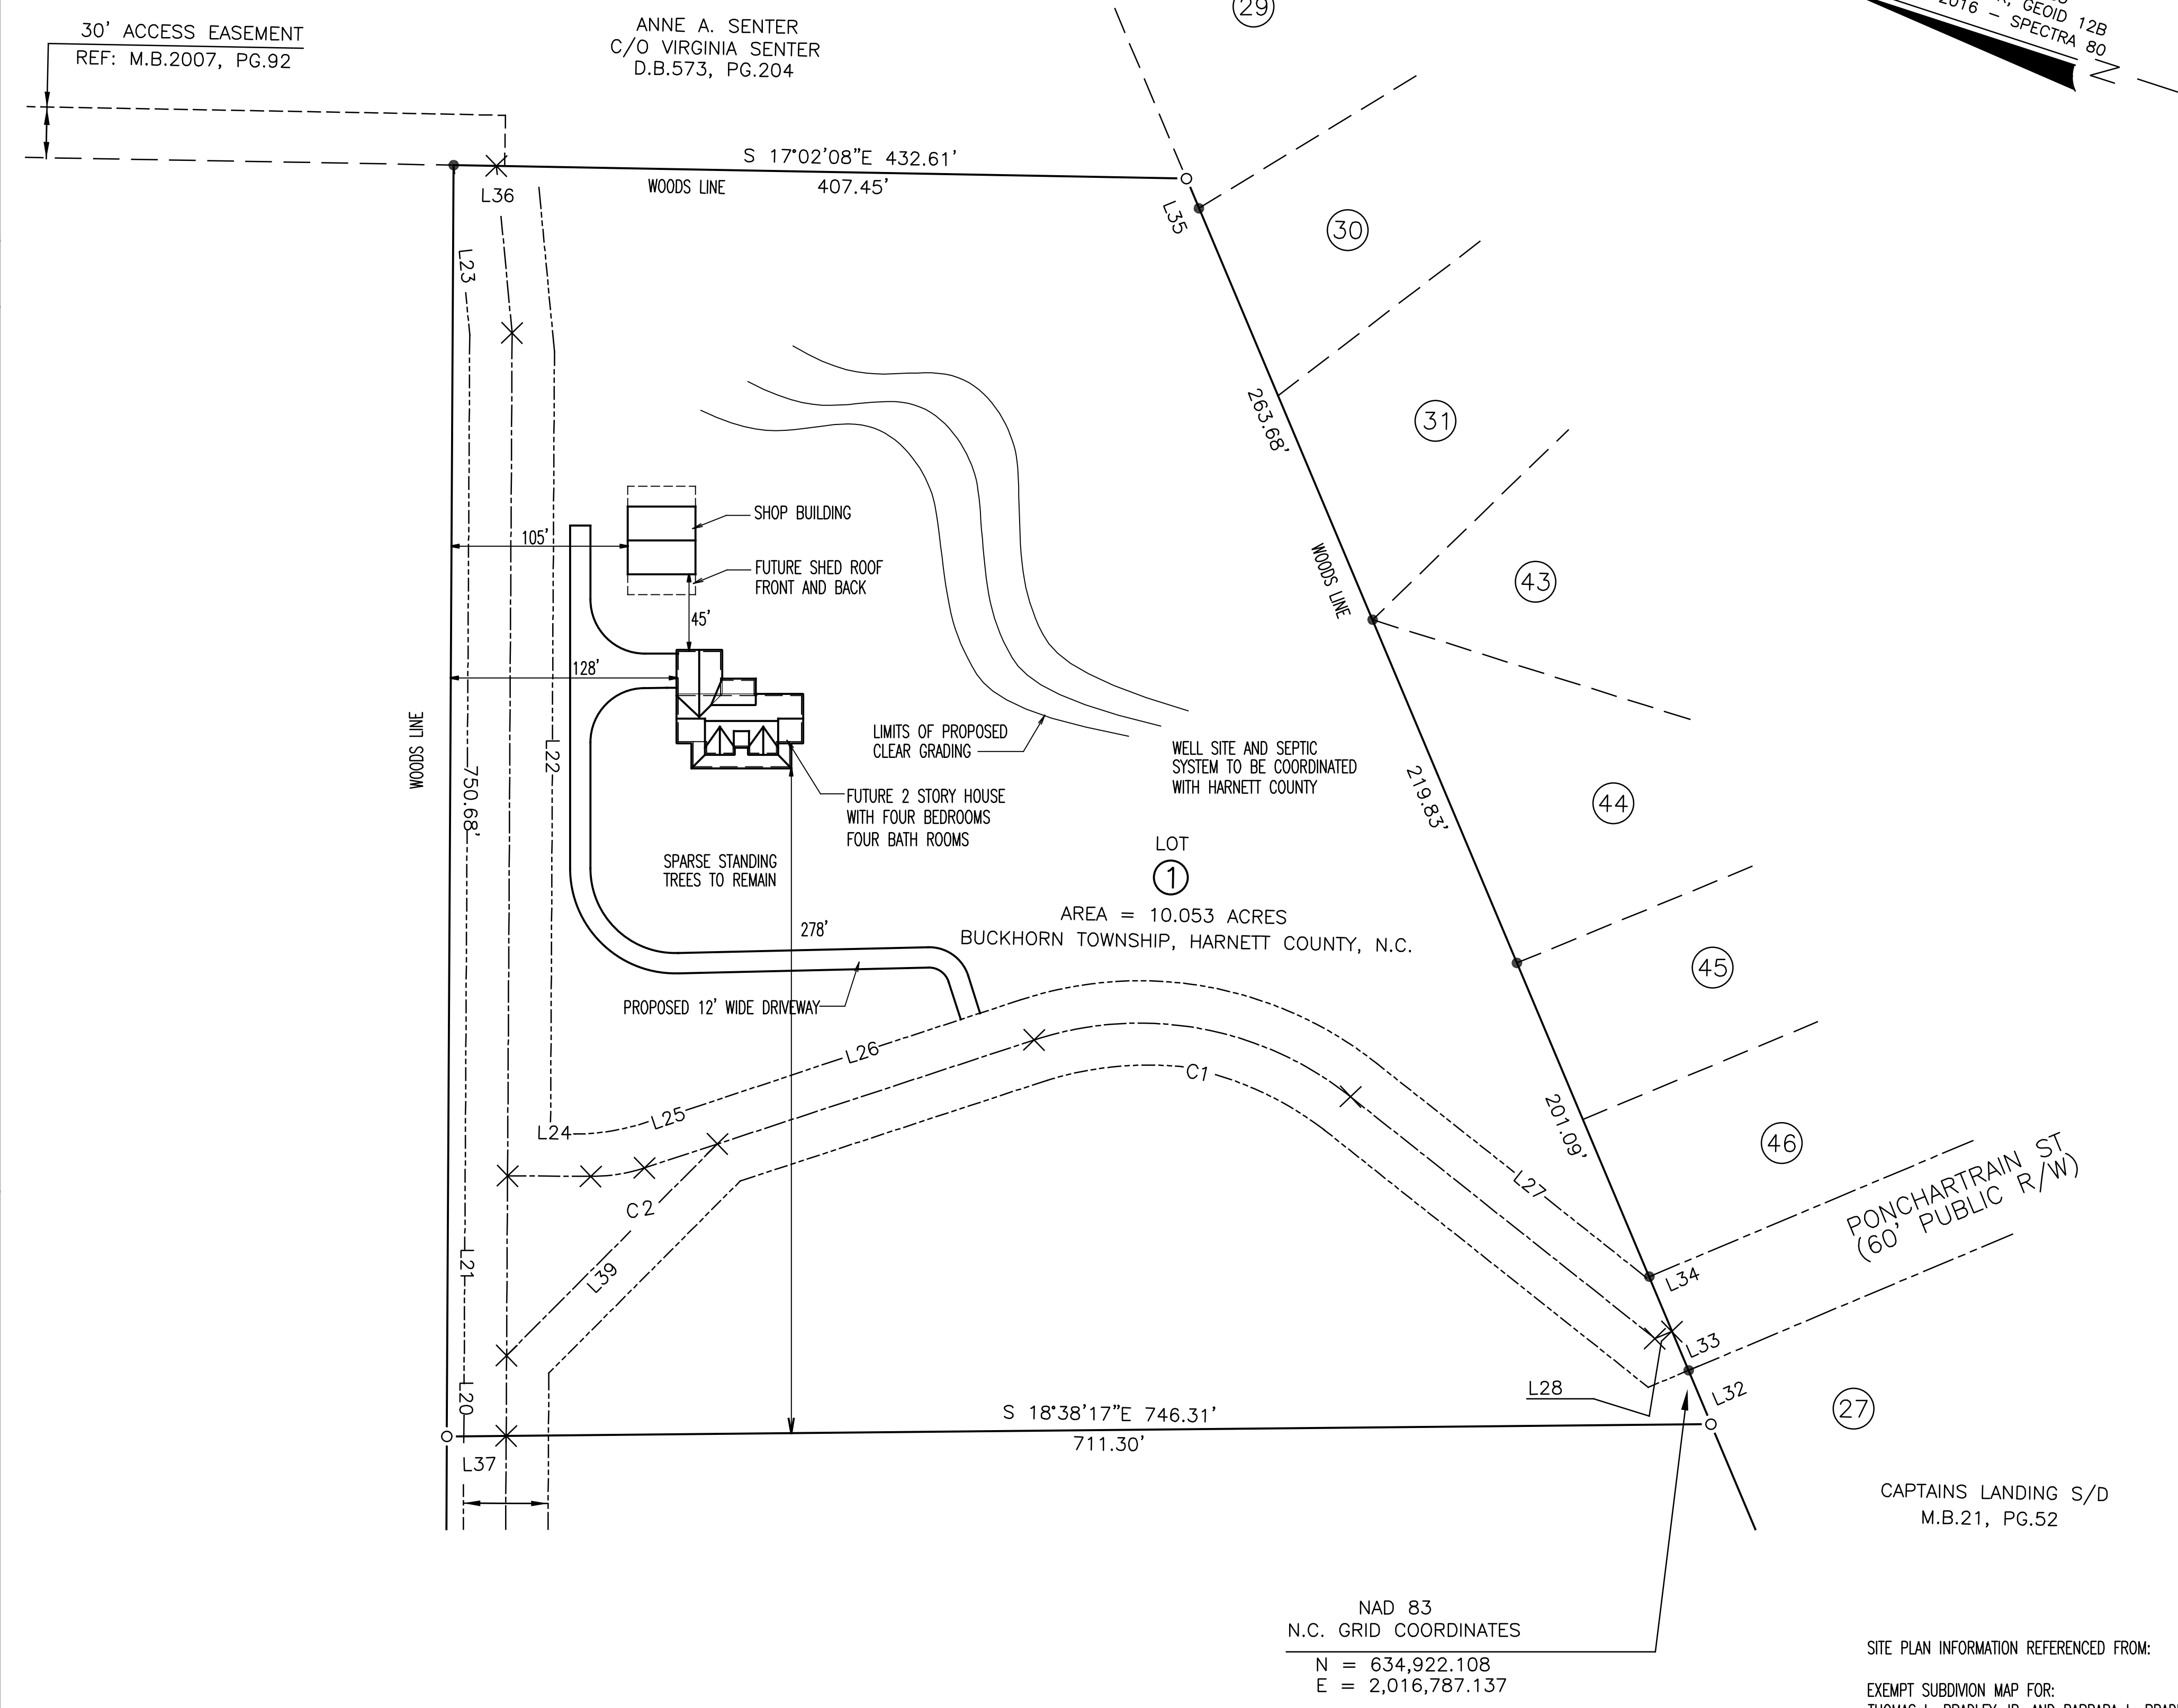 30' ACCESS EASEMENT
REF: M.B.2007, PG.92
ANNE A. SENTER
C/O VIRGINIA SENTER
D.B.573, PG.204
29
GEOID 12B
2016 – SPECTRA 80
N
S 17°02'08"E 432.61'
WOODS LINE
407.45'
L36
L35
L23
30
31
263.68'
43
WOODS LINE
SHOP BUILDING
105'
FUTURE SHED ROOF
FRONT AND BACK
45'
128'
WOODS LINE
L22
750.68'
LIMITS OF PROPOSED
CLEAR GRADING
WELL SITE AND SEPTIC
SYSTEM TO BE COORDINATED
WITH HARNETT COUNTY
219.83'
44
FUTURE 2 STORY HOUSE
WITH FOUR BEDROOMS
FOUR BATH ROOMS
SPARSE STANDING
TREES TO REMAIN
LOT
1
AREA = 10.053 ACRES
BUCKHORN TOWNSHIP, HARNETT COUNTY, N.C.
278'
45
PROPOSED 12' WIDE DRIVEWAY
L26
C1
L25
L24
201.09'
46
PONCHARTRAIN ST
(60' PUBLIC R/W)
L27
C2
L39
L21
L34
L33
L20
L28
L32
27
S 18°38'17"E 746.31'
711.30'
L37
CAPTAINS LANDING S/D
M.B.21, PG.52
NAD 83
N.C. GRID COORDINATES
N = 634,922.108
E = 2,016,787.137
SITE PLAN INFORMATION REFERENCED FROM:
EXEMPT SUBDIVION MAP FOR: